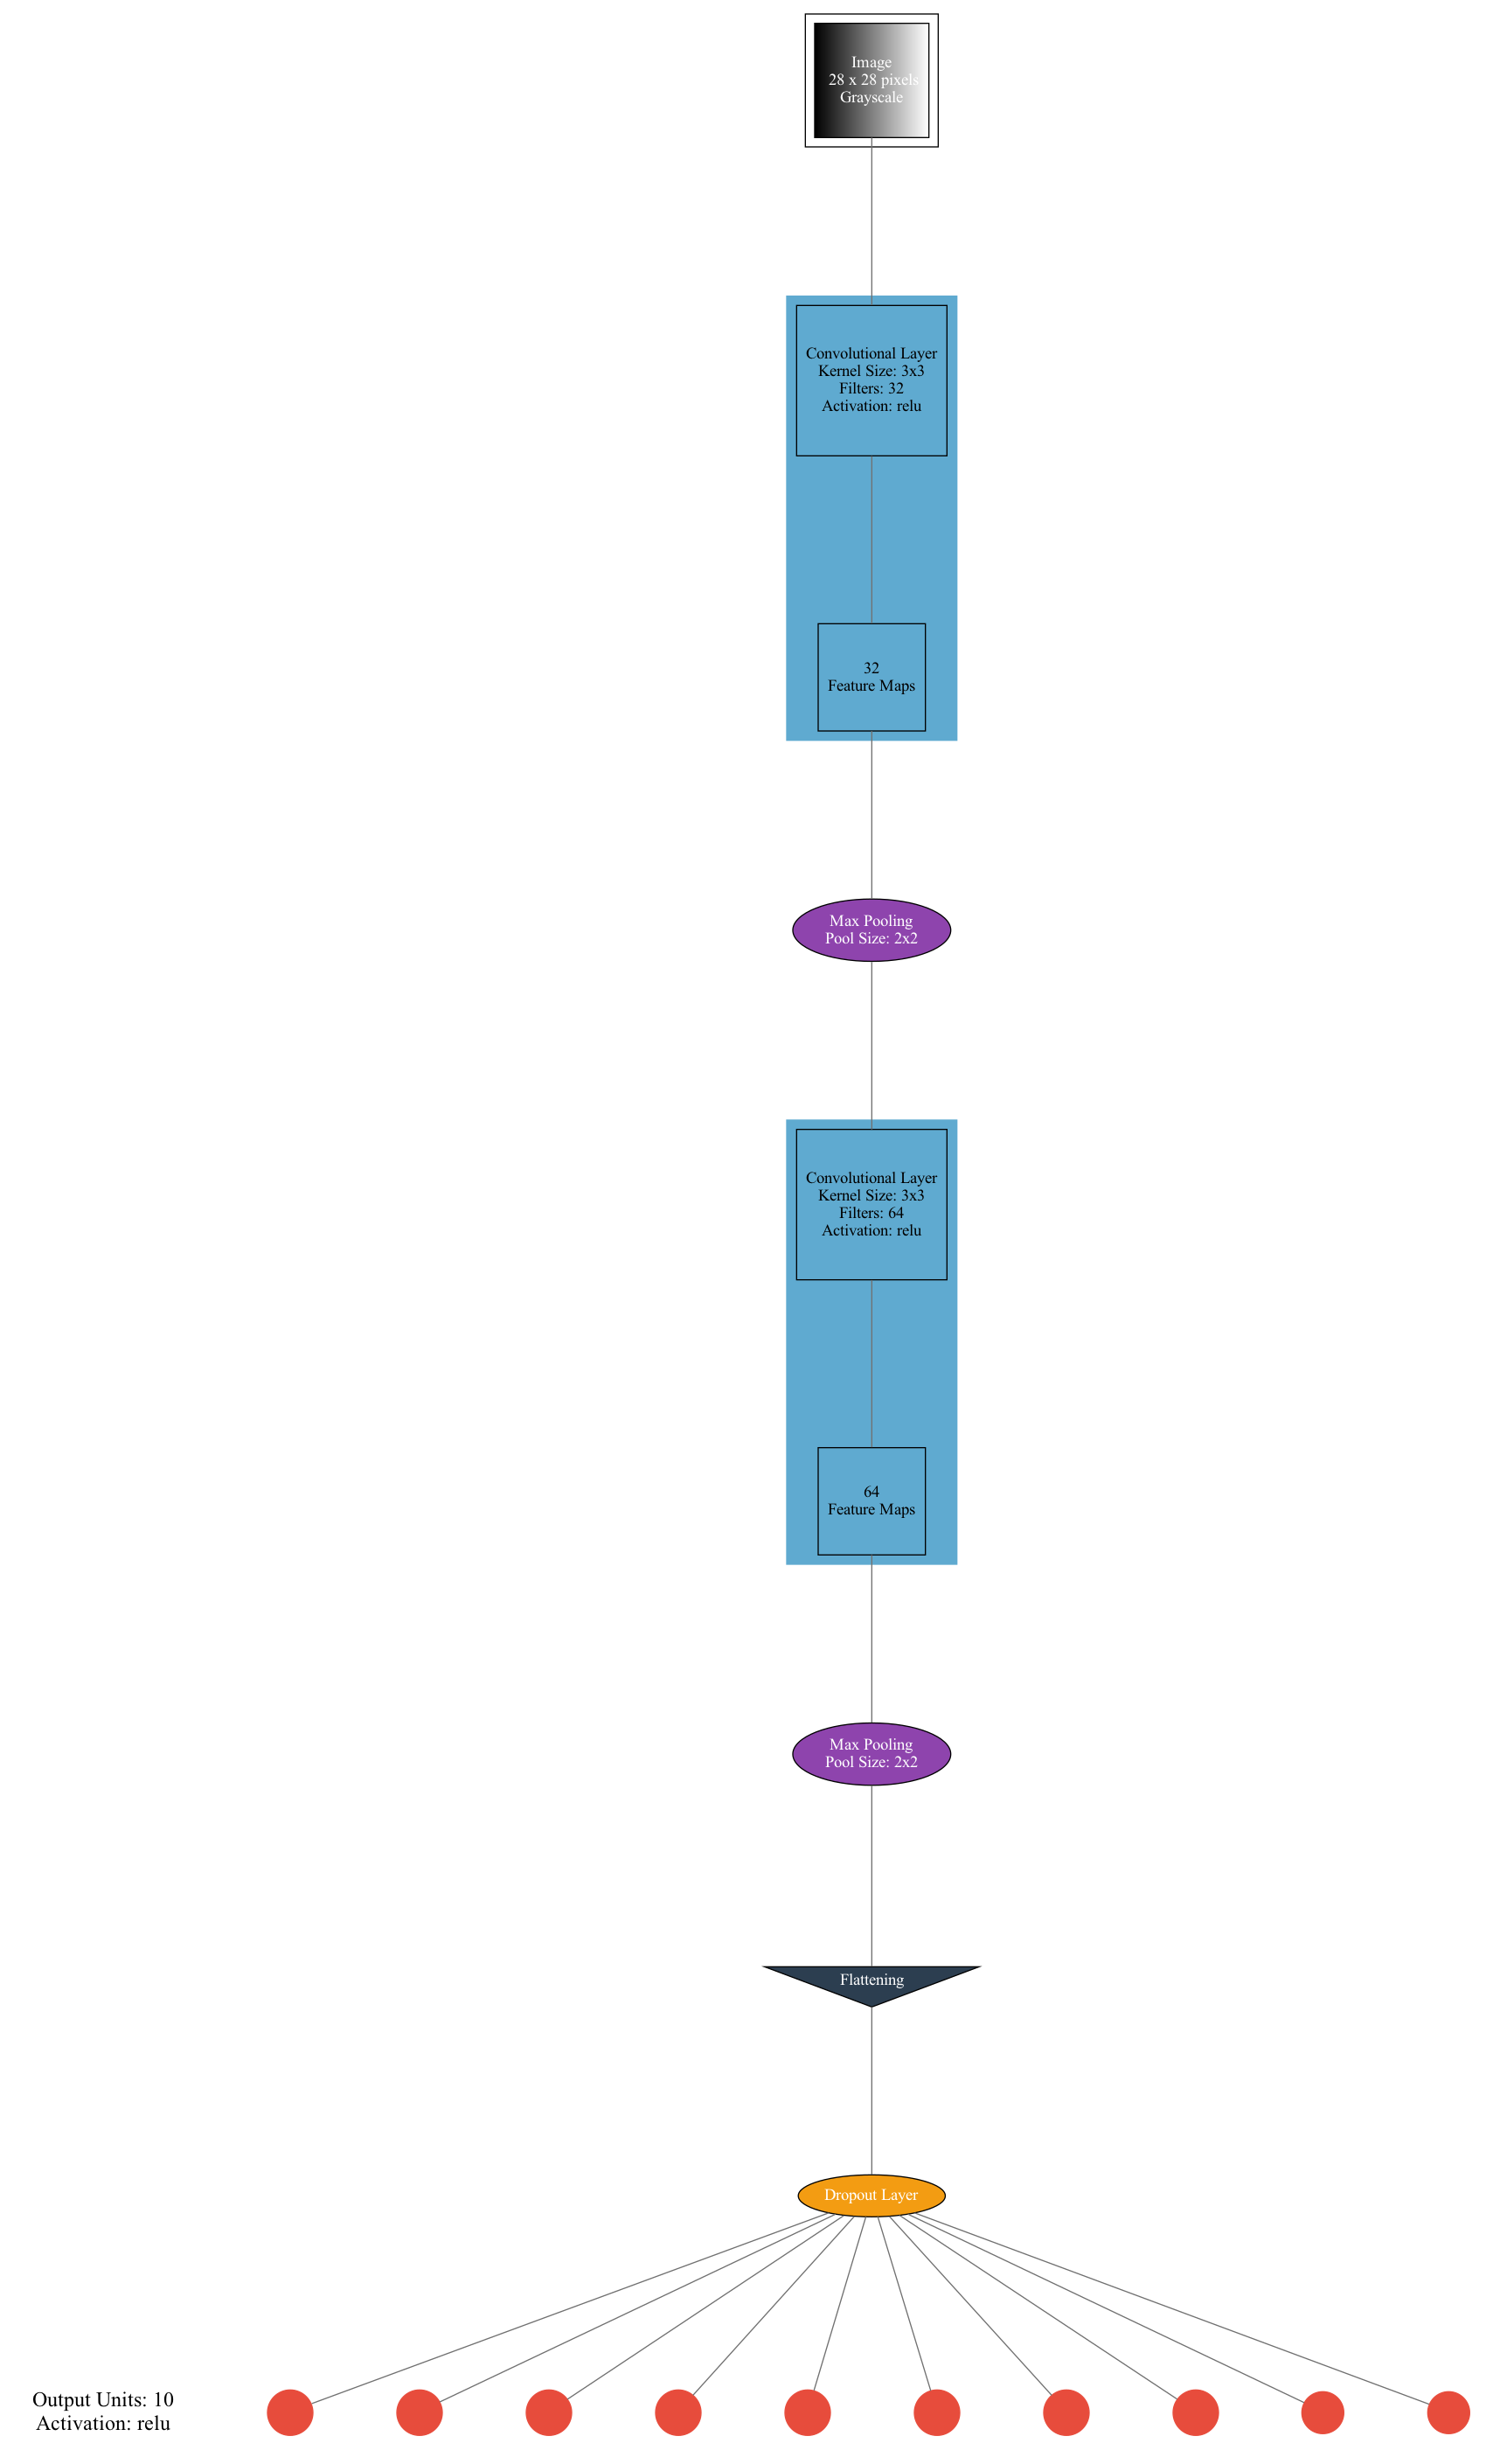 Image
28 x 28 pixels
Grayscale
Convolutional Layer
Kernel Size: 3x3
Filters: 32
Activation: relu
32
Feature Maps
Max Pooling
Pool Size: 2x2
Convolutional Layer
Kernel Size: 3x3
Filters: 64
Activation: relu
64
Feature Maps
Max Pooling
Pool Size: 2x2
Flattening
Dropout Layer
Output Units: 10
Activation: relu